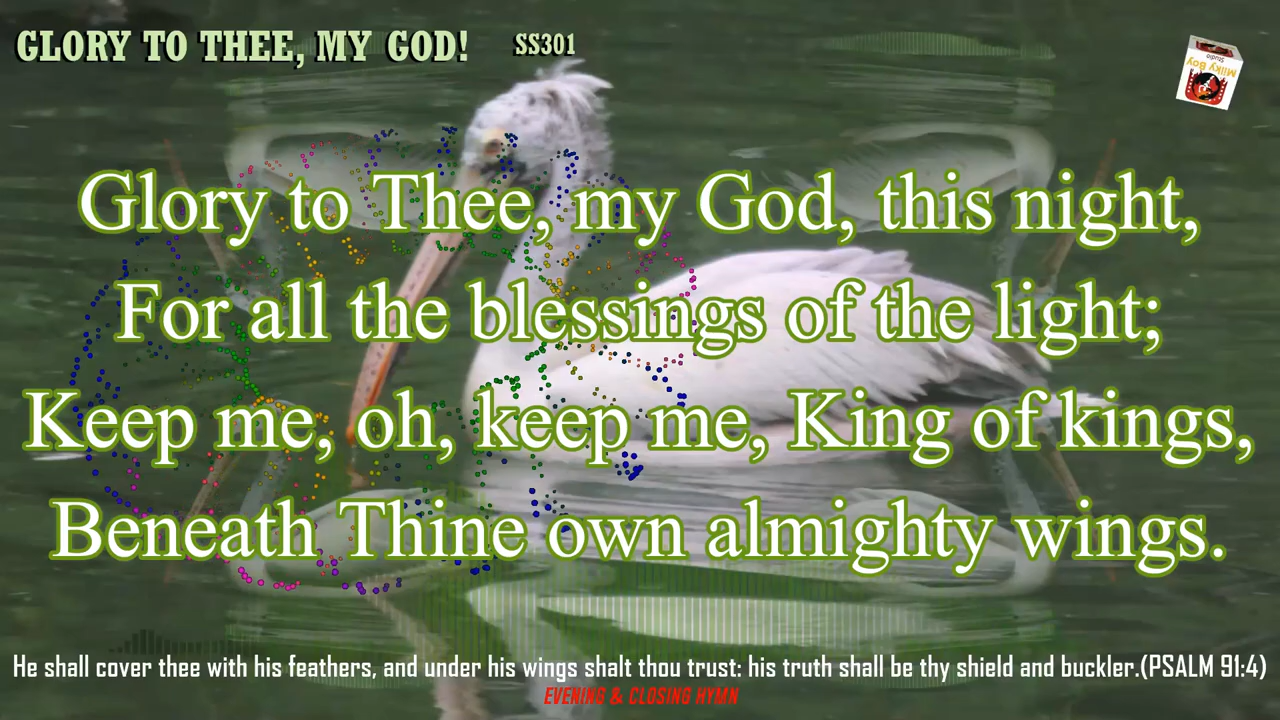 GLORY TO THEE, MY GOD! SS301
Milky Boy
Studio
Glory to Thee, my God, this night,
For all the blessings of the light;
Keep me, oh, keep me, King of kings,
Beneath Thine own almighty wings.
He shall cover thee with his feathers, and under his wings shalt thou trust: his truth shall be thy shield and buckler.(PSALM 91:4)
EVENING & CLOSING HYMN